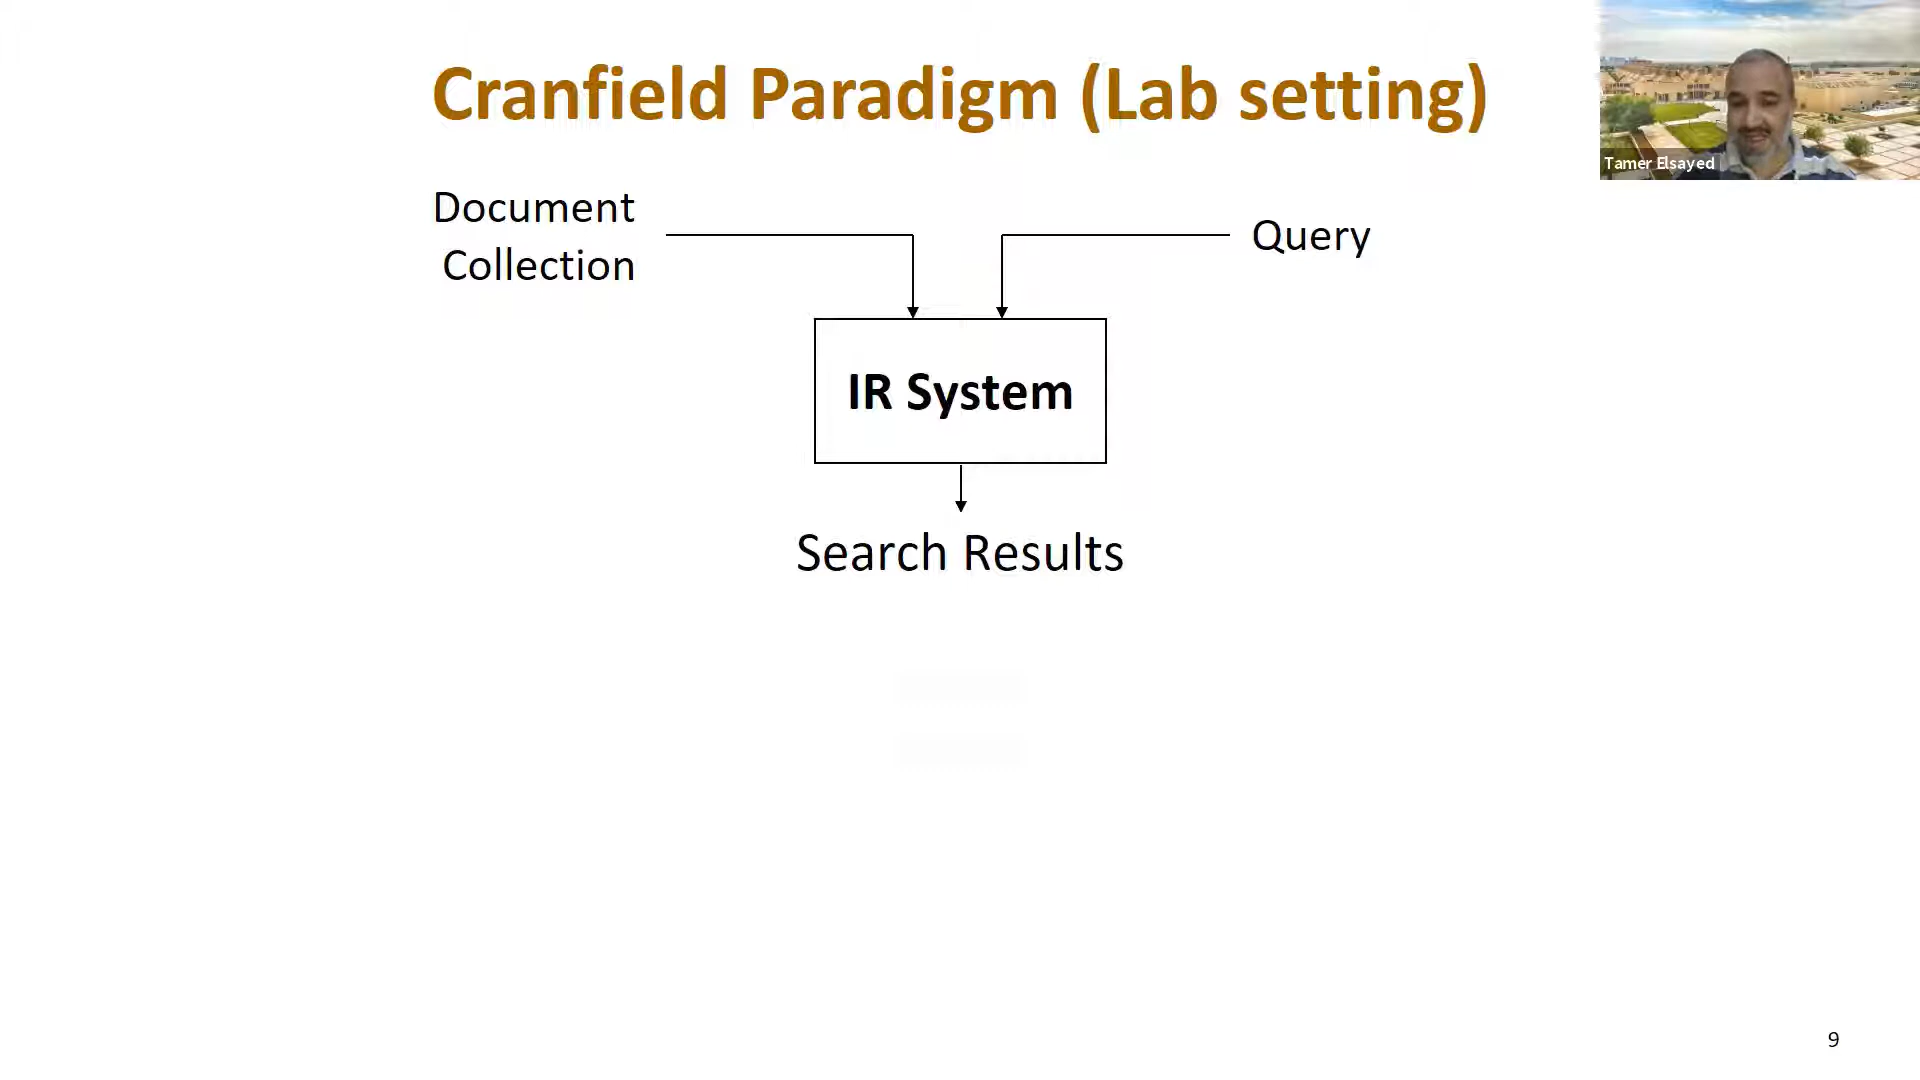 Cranfield Paradigm (Lab setting)
Tamer Elsayed
Document
Collection
Query
IR System
Search Results
9